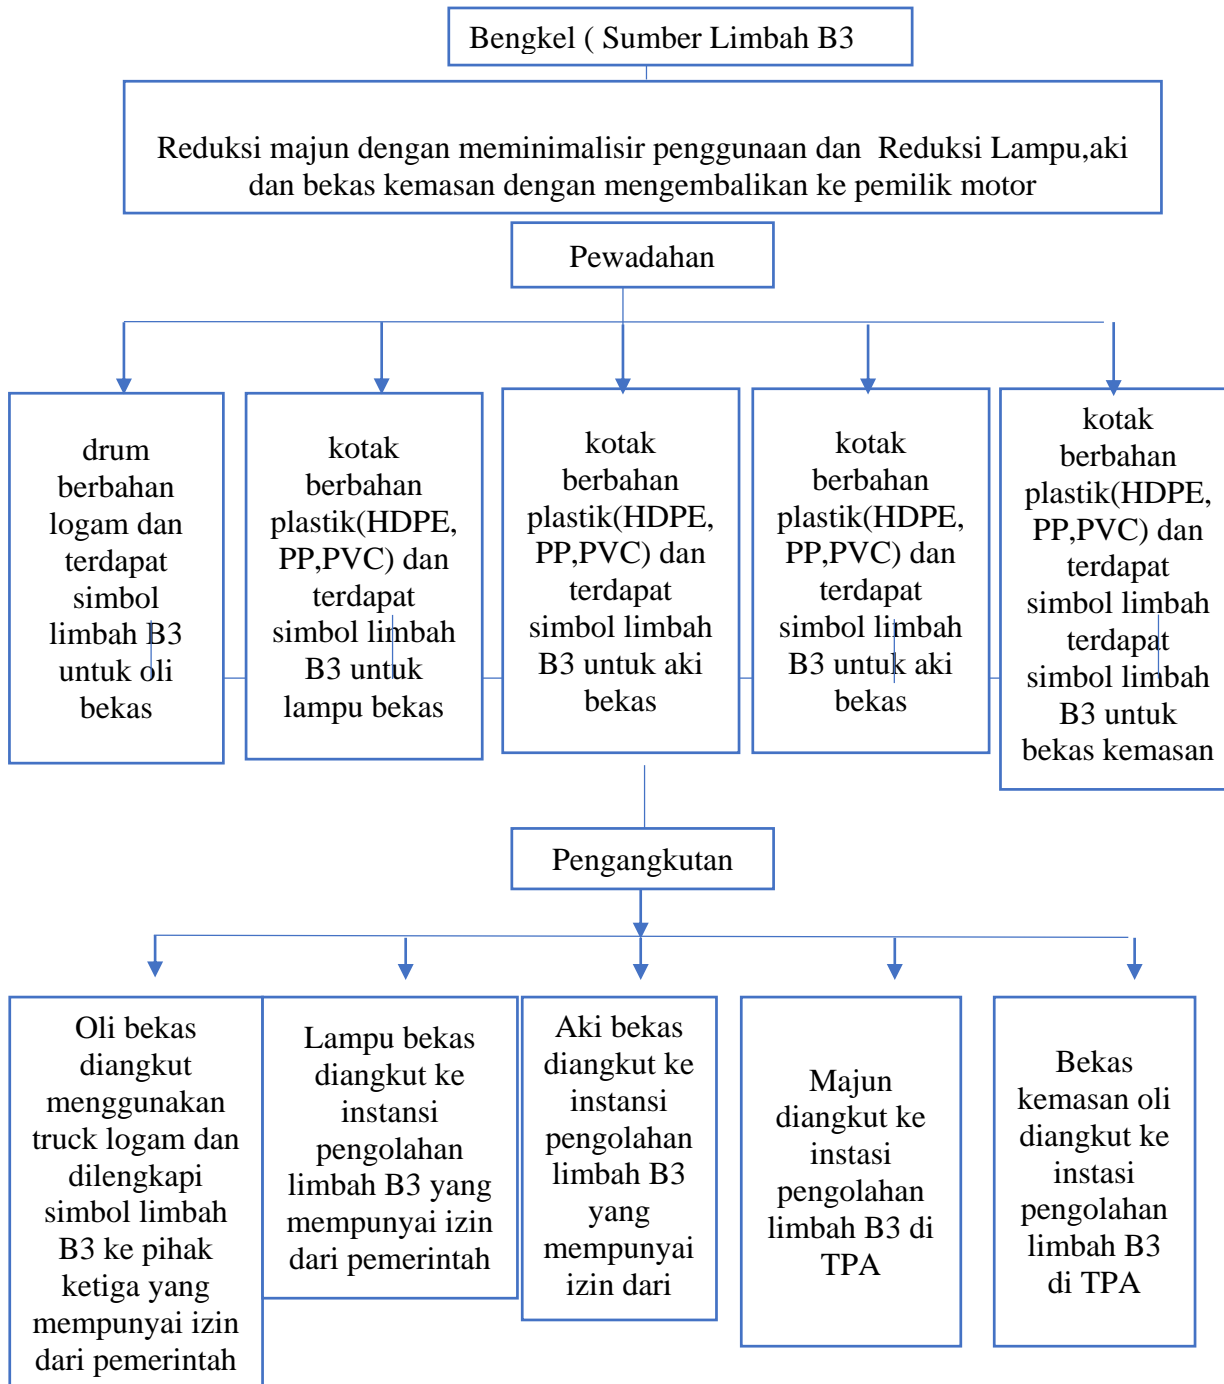 Bengkel ( Sumber Limbah B3
Reduksi majun dengan meminimalisir penggunaan dan Reduksi Lampu,aki
dan bekas kemasan dengan mengembalikan ke pemilik motor
Pewadahan
drum
berbahan
logam dan
terdapat
simbol
limbah B3
untuk oli
bekas
kotak
berbahan
plastik(HDPE,
PP,PVC) dan
terdapat
simbol limbah
B3 untuk
lampu bekas
kotak
berbahan
plastik(HDPE,
PP,PVC) dan
terdapat
simbol limbah
B3 untuk aki
bekas
kotak
berbahan
plastik(HDPE,
PP,PVC) dan
terdapat
simbol limbah
B3 untuk aki
bekas
kotak
berbahan
plastik(HDPE,
PP,PVC) dan
terdapat
simbol limbah
terdapat
simbol limbah
B3 untuk
bekas kemasan
Pengangkutan
Oli bekas
diangkut
menggunakan
truck logam dan
dilengkapi
simbol limbah
B3 ke pihak
ketiga yang
mempunyai izin
dari pemerintah
Lampu bekas
diangkut ke
instansi
pengolahan
limbah B3 yang
mempunyai izin
dari pemerintah
Aki bekas
diangkut ke
instansi
pengolahan
limbah B3
yang
mempunyai
izin dari
Majun
diangkut ke
instasi
pengolahan
limbah B3 di
TPA
Bekas
kemasan oli
diangkut ke
instasi
pengolahan
limbah B3
di TPA